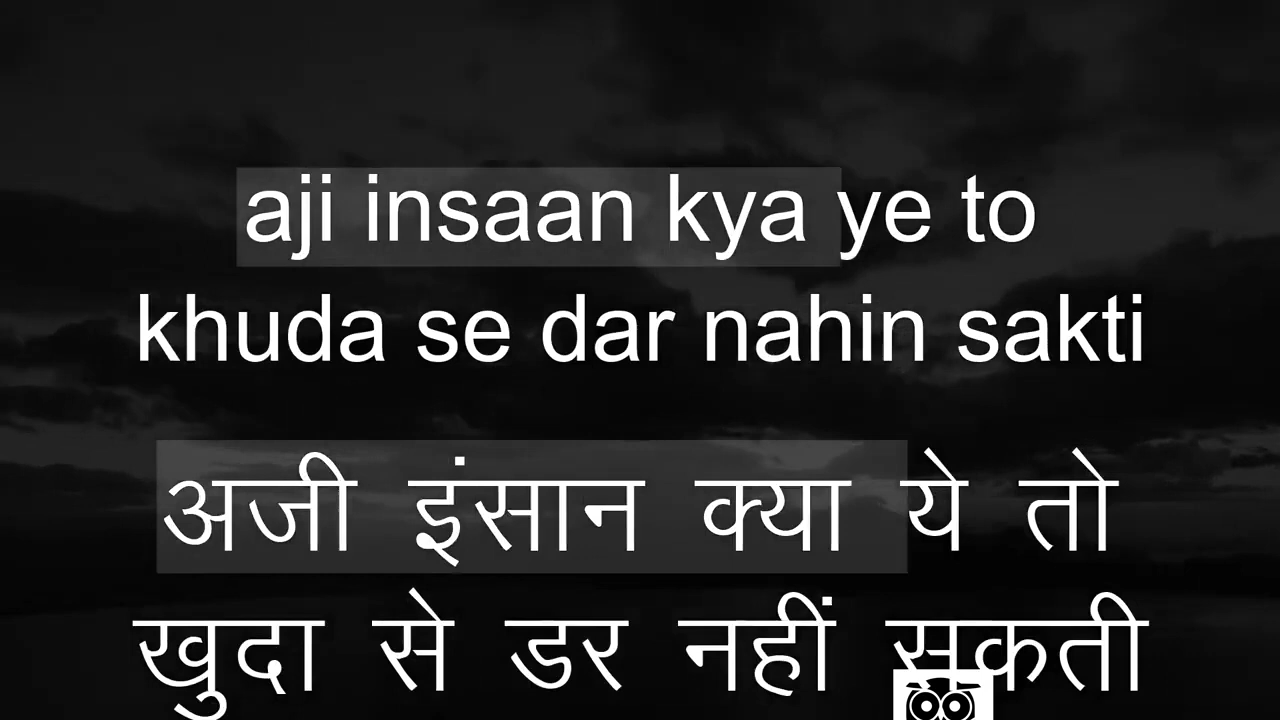 aji insaan kya ye to
khuda se dar nahin sakti
अजी इंसान क्या ये तो
खुदा से डर नहीं सकती